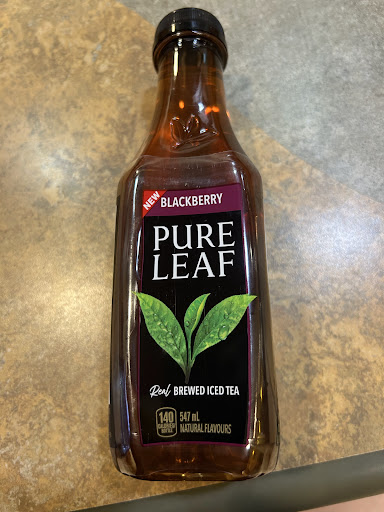 NEW
BLACKBERRY
PURE
LEAF
Real BREWED ICED TEA
140
547 mL
NATURAL FLAVOURS